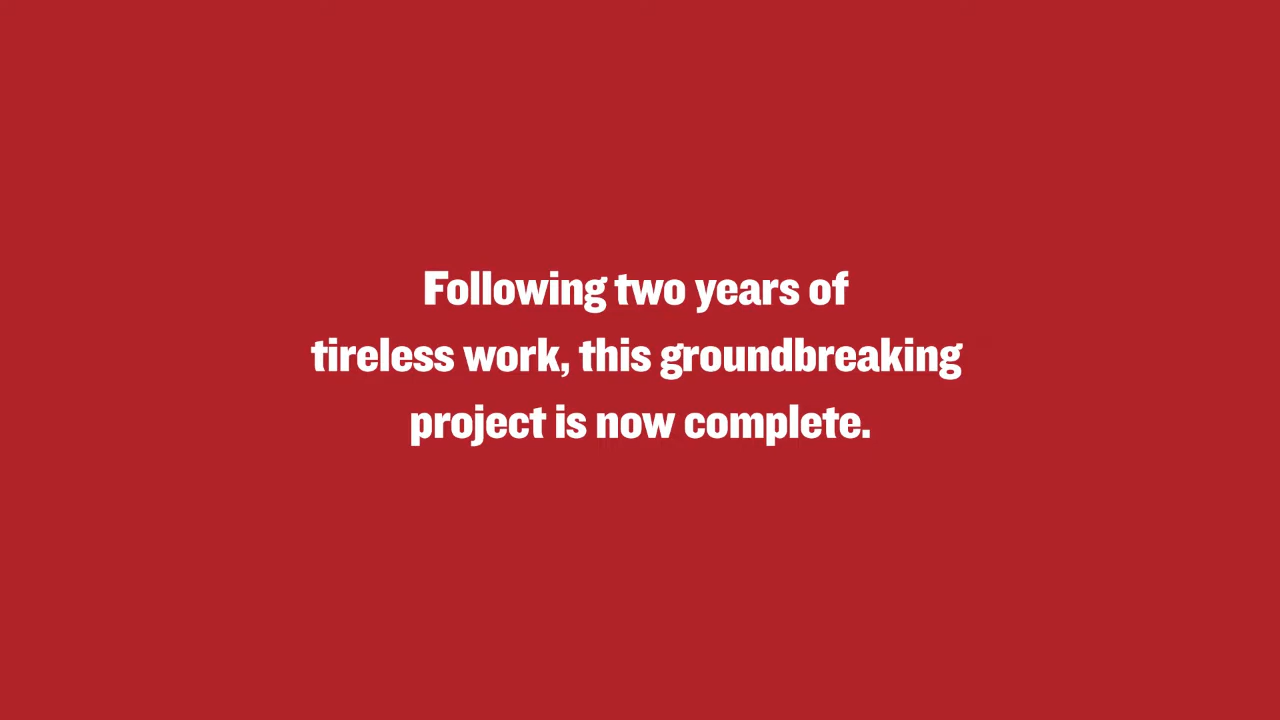 Following two years of
tireless work, this groundbreaking
project is now complete.